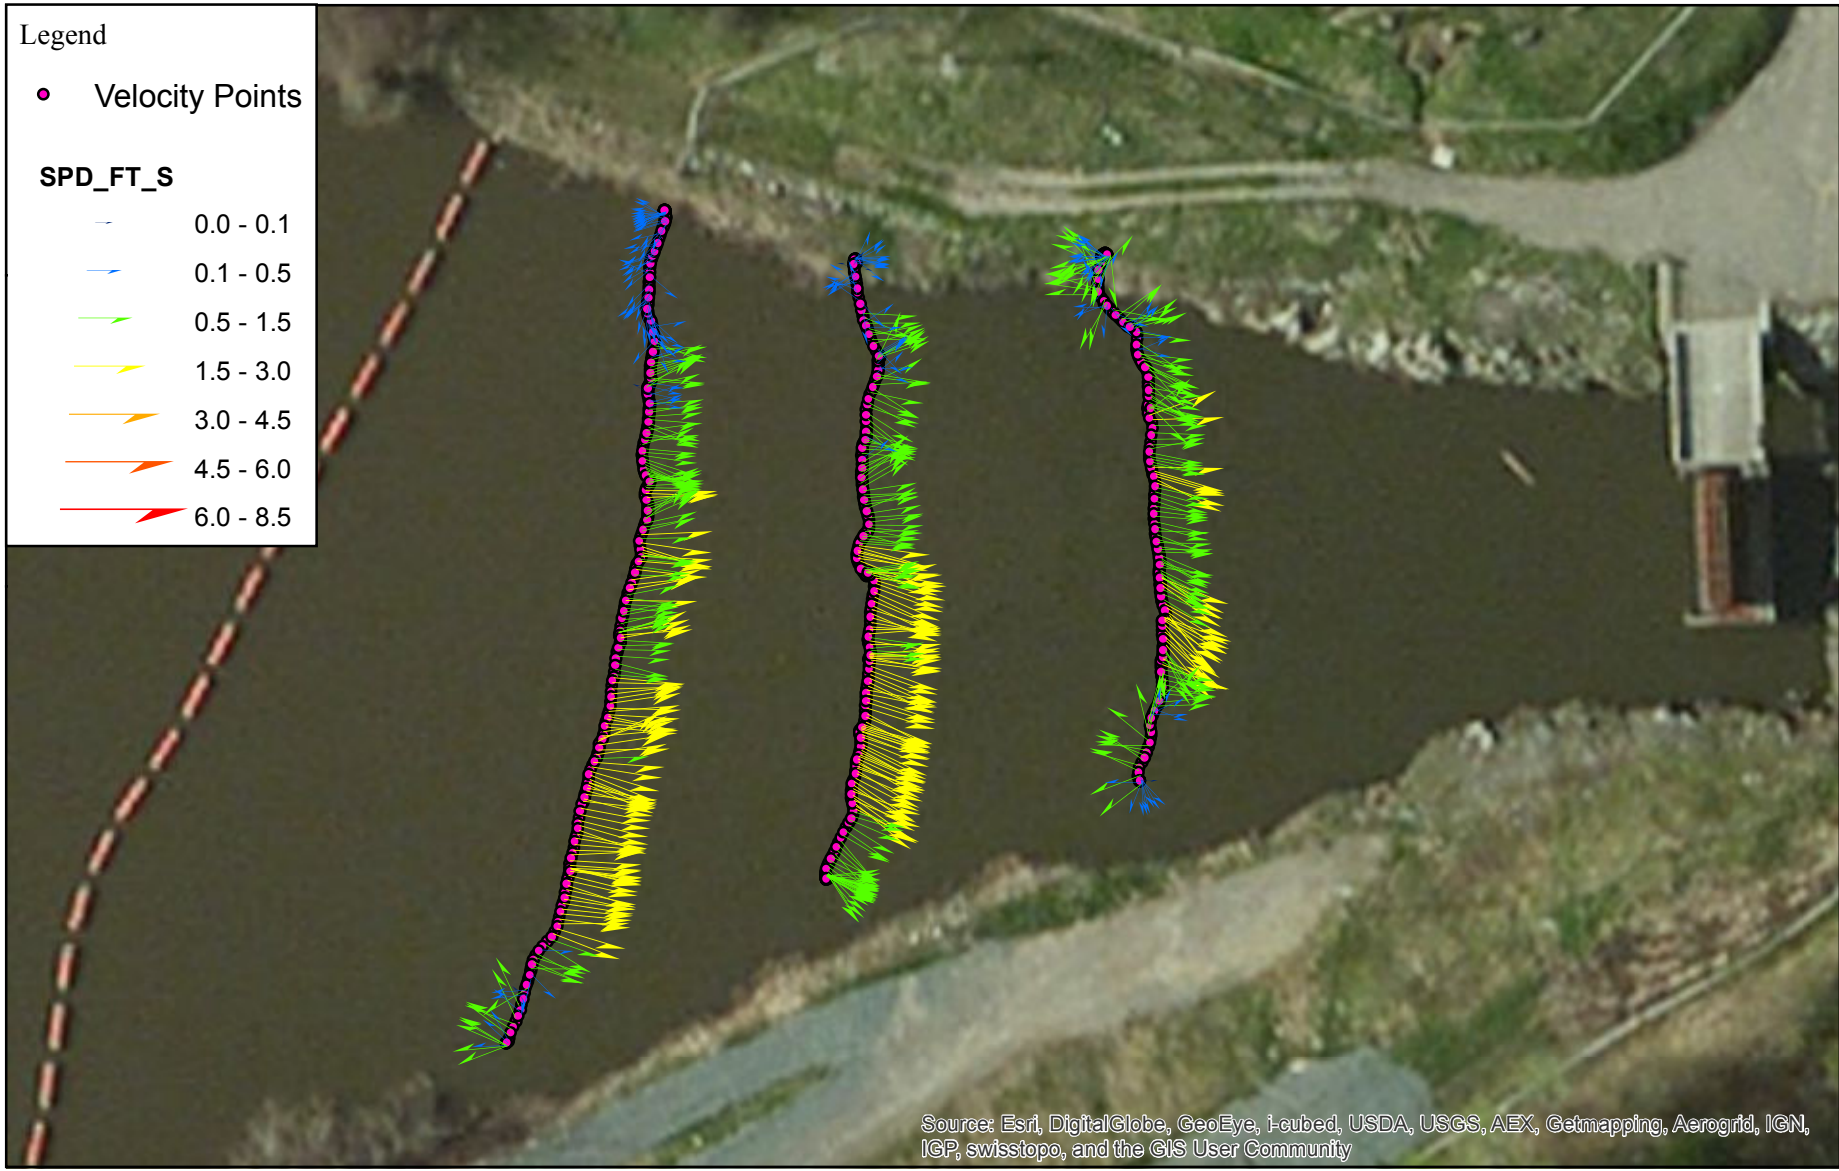 Legend
Velocity Points
SPD_FT_S
0.0 - 0.1
0.1 - 0.5
0.5 - 1.5
1.5 - 3.0
3.0 - 4.5
4.5 - 6.0
6.0 - 8.5
Source: Esri, DigitalGlobe, GeoEye, i-cubed, USDA, USGS, AEX, Getmapping, Aerogrid, IGN,
IGP, swisstopo, and the GIS User Community